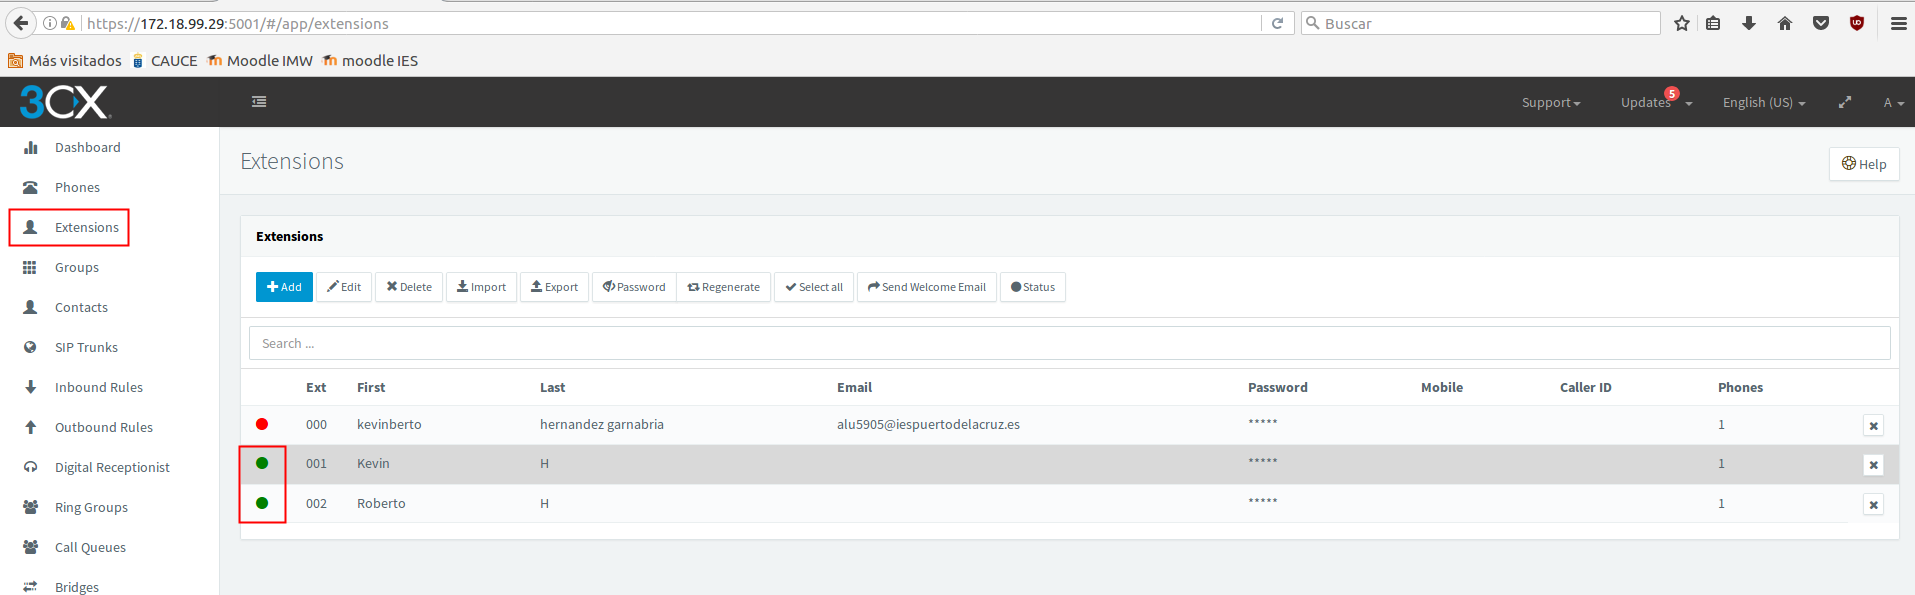 https://172.18.99.29:5001/#/app/extensions
Buscar
Más visitados CAUCE Moodle IMW moodle IES
3CX Support Updates 5 English (US) A
Dashboard
Phones
Extensions
Groups
Contacts
SIP Trunks
Inbound Rules
Outbound Rules
Digital Receptionist
Ring Groups
Call Queues
Bridges
Extensions
Help
Extensions
Add Edit Delete Import Export Password Regenerate Select all Send Welcome Email Status
Search ...
Ext First Last Email Password Mobile Caller ID Phones
000 kevinberto hernandez garnabria alu5905@iespuertodelacruz.es ***** 1
001 Kevin H ***** 1
002 Roberto H ***** 1